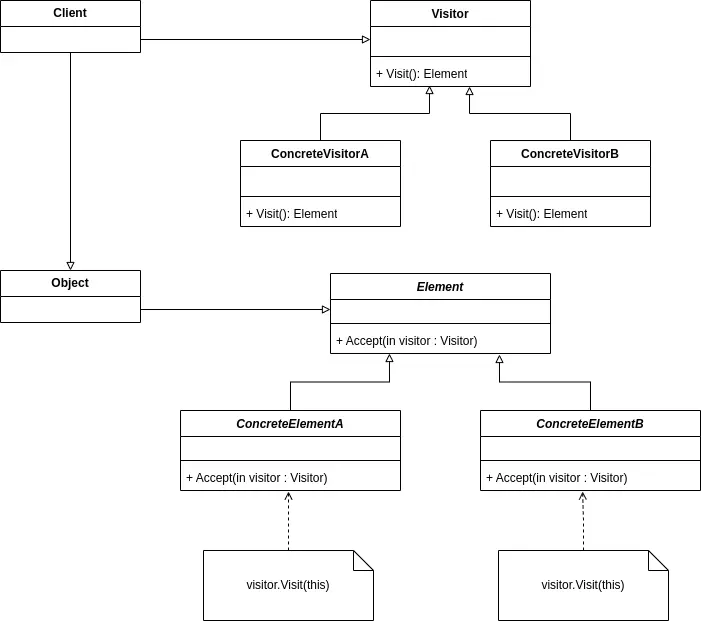 Client
Visitor
+ Visit(): Element
ConcreteVisitorA
+ Visit(): Element
ConcreteVisitorB
+ Visit(): Element
Object
Element
+ Accept(in visitor : Visitor)
ConcreteElementA
+ Accept(in visitor : Visitor)
ConcreteElementB
+ Accept(in visitor : Visitor)
visitor.Visit(this)
visitor.Visit(this)